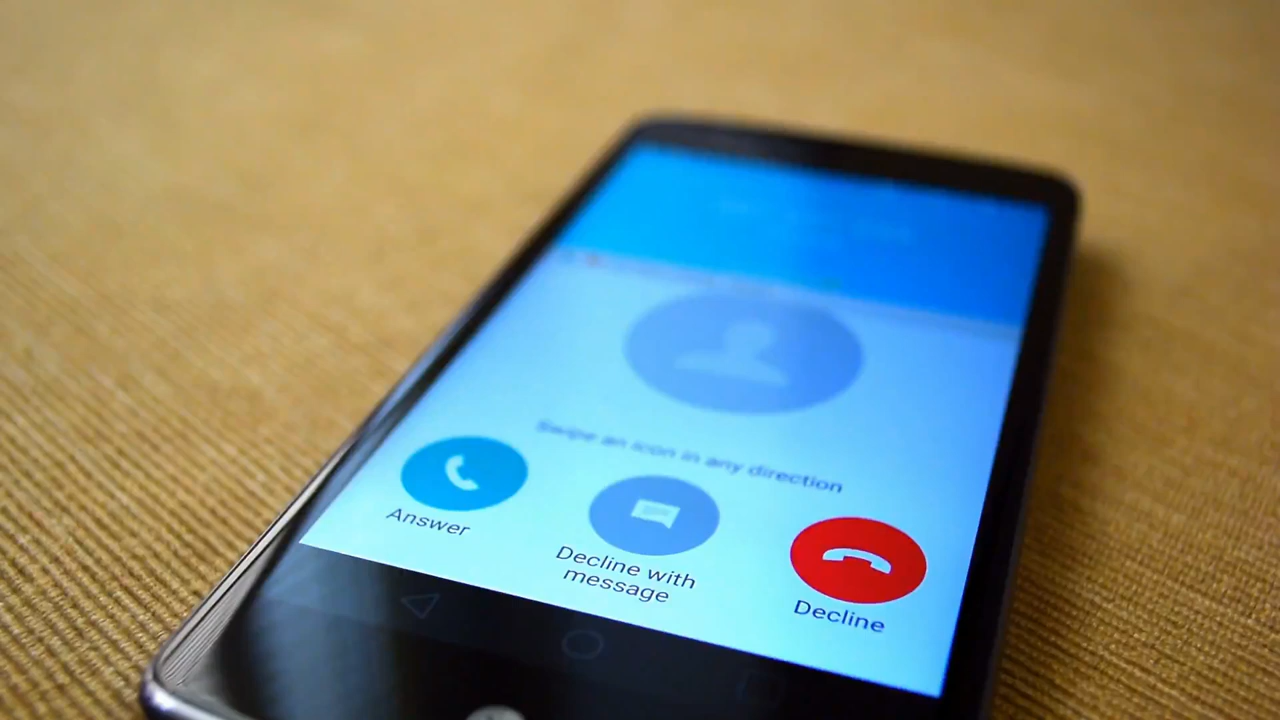 Swipe an icon in any direction
Answer
Decline with
message
Decline